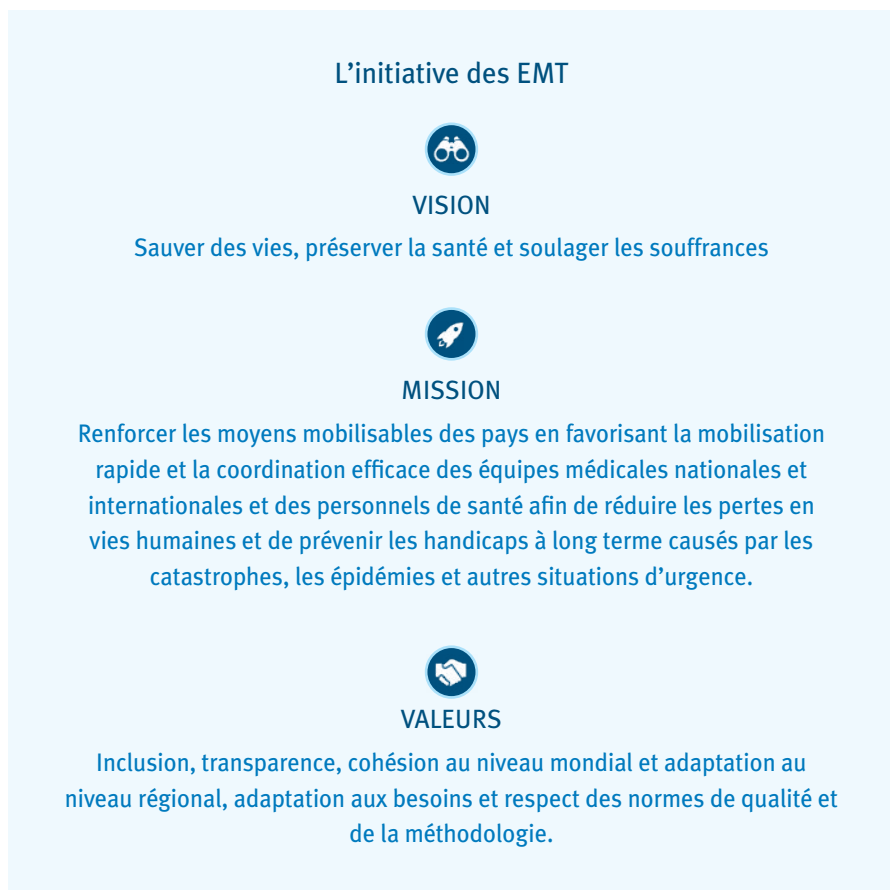 L’initiative des EMT
VISION
Sauver des vies, préserver la santé et soulager les souffrances
MISSION
Renforcer les moyens mobilisables des pays en favorisant la mobilisation
rapide et la coordination efficace des équipes médicales nationales et
internationales et des personnels de santé afin de réduire les pertes en
vies humaines et de prévenir les handicaps à long terme causés par les
catastrophes, les épidémies et autres situations d’urgence.
VALEURS
Inclusion, transparence, cohésion au niveau mondial et adaptation au
niveau régional, adaptation aux besoins et respect des normes de qualité et
de la méthodologie.